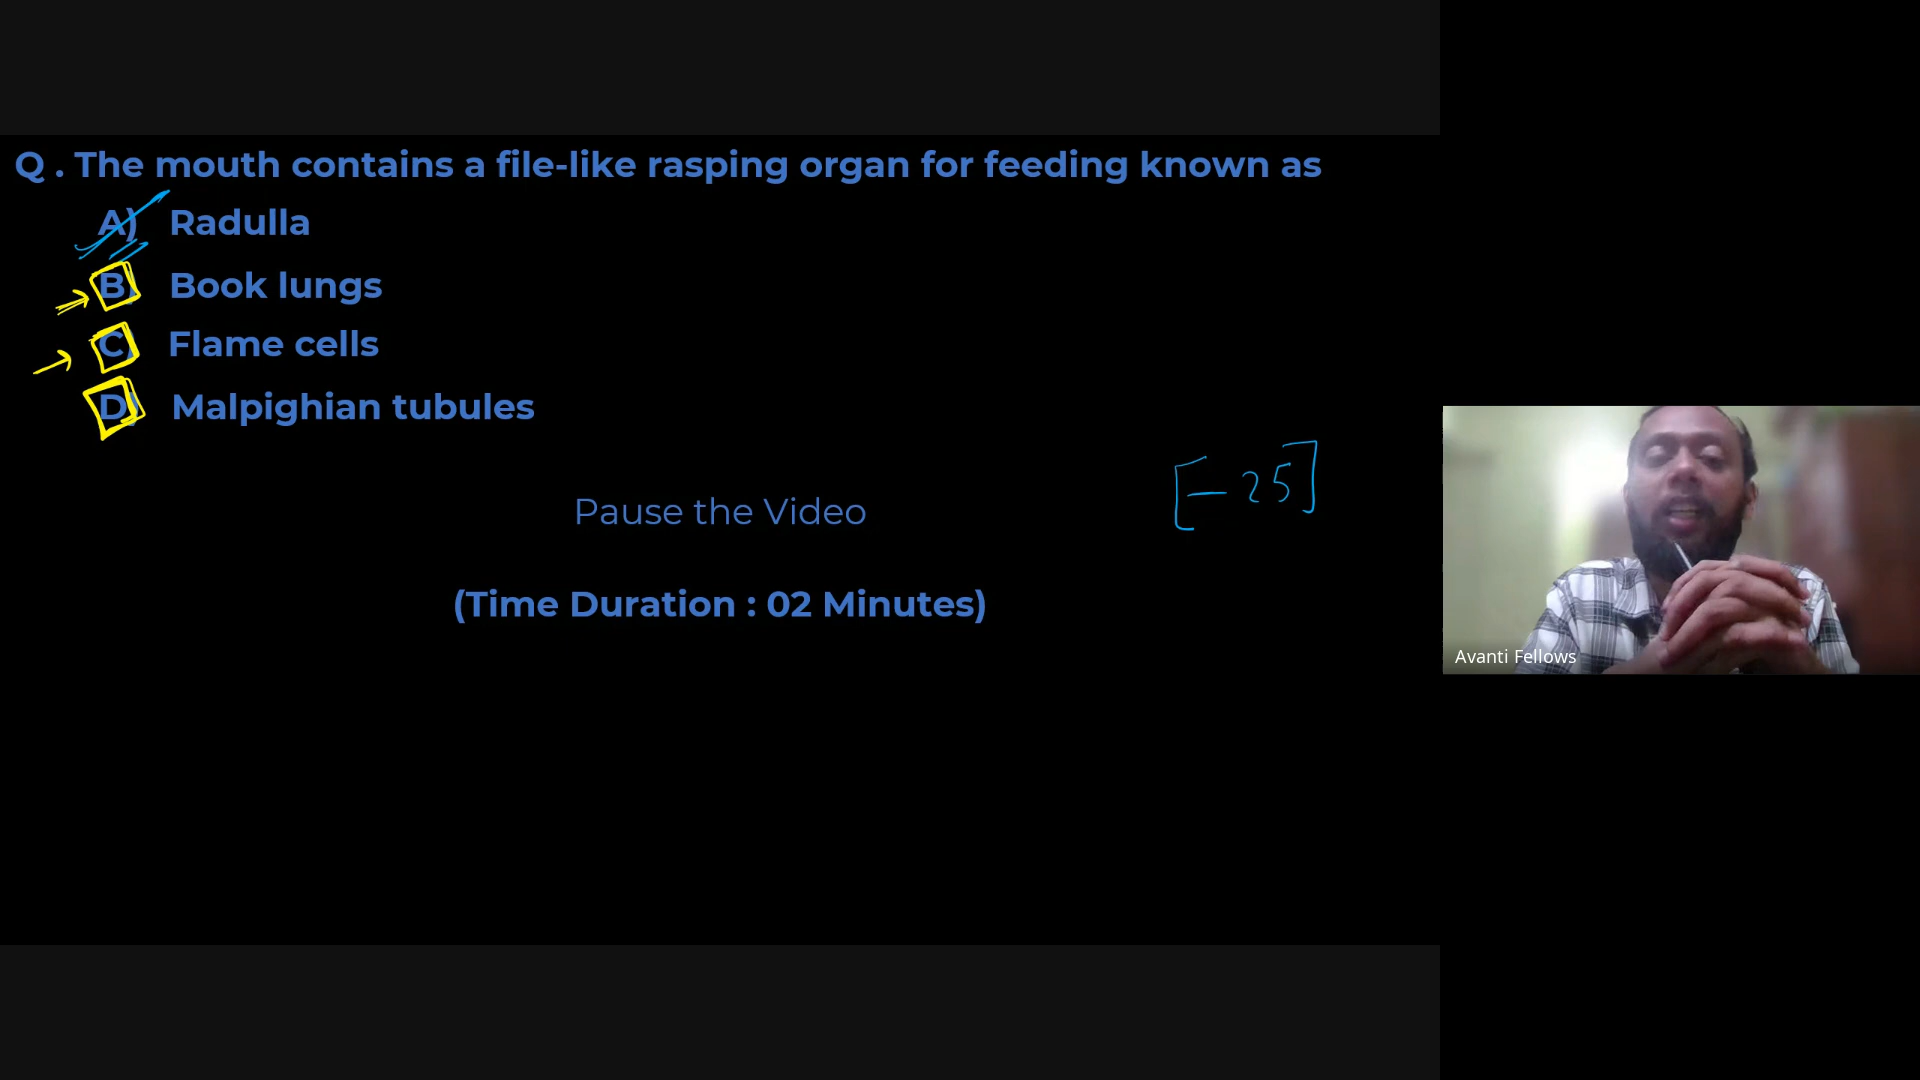 Q . The mouth contains a file-like rasping organ for feeding known as
A) Radulla
B) Book lungs
C) Flame cells
D) Malpighian tubules
[-25]
Pause the Video
(Time Duration : 02 Minutes)
Avanti Fellows